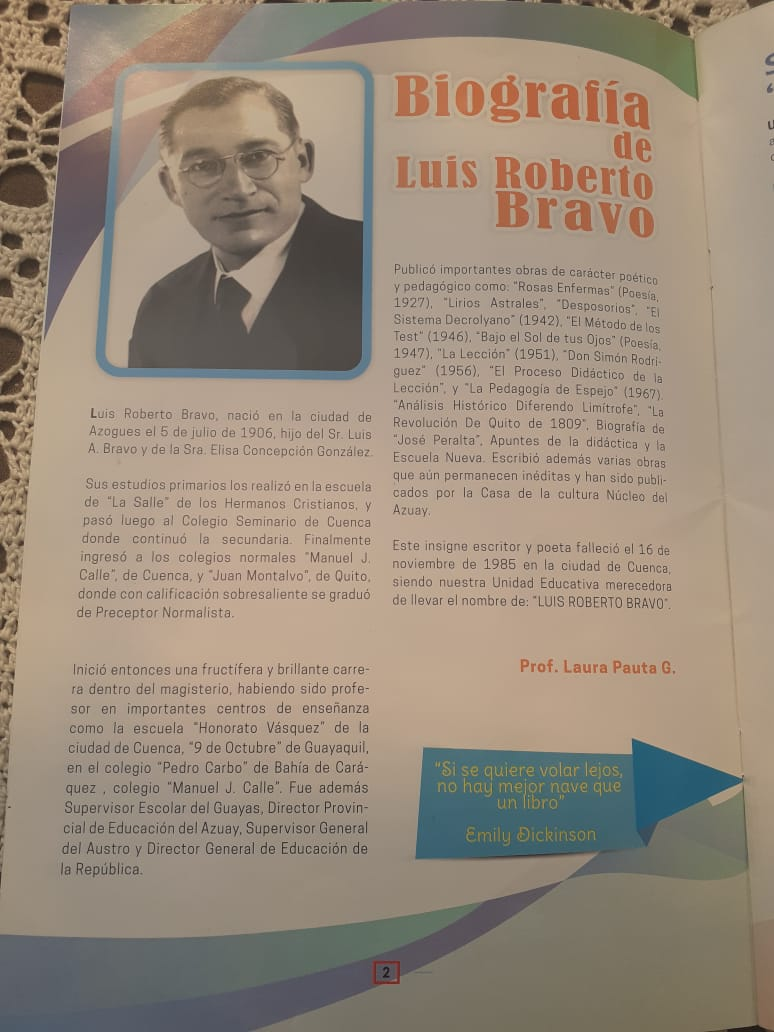 Biografía
de
Luis Roberto
Bravo
Luis Roberto Bravo, nació en la ciudad de
Azogues el 5 de julio de 1906, hijo del Sr. Luis
A. Bravo y de la Sra. Elisa Concepción González.
Sus estudios primarios los realizó en la escuela
de "La Salle" de los Hermanos Cristianos, y
pasó luego al Colegio Seminario de Cuenca
donde continuó la secundaria. Finalmente
ingresó a los colegios normales "Manuel J.
Calle", de Cuenca, y "Juan Montalvo", de Quito,
donde con calificación sobresaliente se graduó
de Preceptor Normalista.
Inició entonces una fructífera y brillante carre-
ra dentro del magisterio, habiendo sido profe-
sor en importantes centros de enseñanza
como la escuela "Honorato Vásquez" de la
ciudad de Cuenca, "9 de Octubre" de Guayaquil,
en el colegio "Pedro Carbo" de Bahía de Cará-
quez , colegio "Manuel J. Calle". Fue además
Supervisor Escolar del Guayas, Director Provin-
cial de Educación del Azuay, Supervisor General
del Austro y Director General de Educación de
la República.
Publicó importantes obras de carácter poético
y pedagógico como: "Rosas Enfermas" (Poesía,
1927), "Lirios Astrales", "Desposorios", "El
Sistema Decrolyano" (1942), "El Método de los
Test" (1946), "Bajo el Sol de tus Ojos" (Poesía,
1947), "La Lección" (1951), "Don Simón Rodrí-
guez" (1956), "El Proceso Didáctico de la
Lección", y "La Pedagogía de Espejo" (1967).
"Análisis Histórico Diferendo Limítrofe", "La
Revolución De Quito de 1809", Biografía de
"José Peralta", Apuntes de la didáctica y la
Escuela Nueva. Escribió además varias obras
que aún permanecen inéditas y han sido publi-
cados por la Casa de la cultura Núcleo del
Azuay.
Este insigne escritor y poeta falleció el 16 de
noviembre de 1985 en la ciudad de Cuenca,
siendo nuestra Unidad Educativa merecedora
de llevar el nombre de: "LUIS ROBERTO BRAVO".
Prof. Laura Pauta G.
"Si se quiere volar lejos,
no hay mejor nave que
un libro"
Emily Dickinson
2